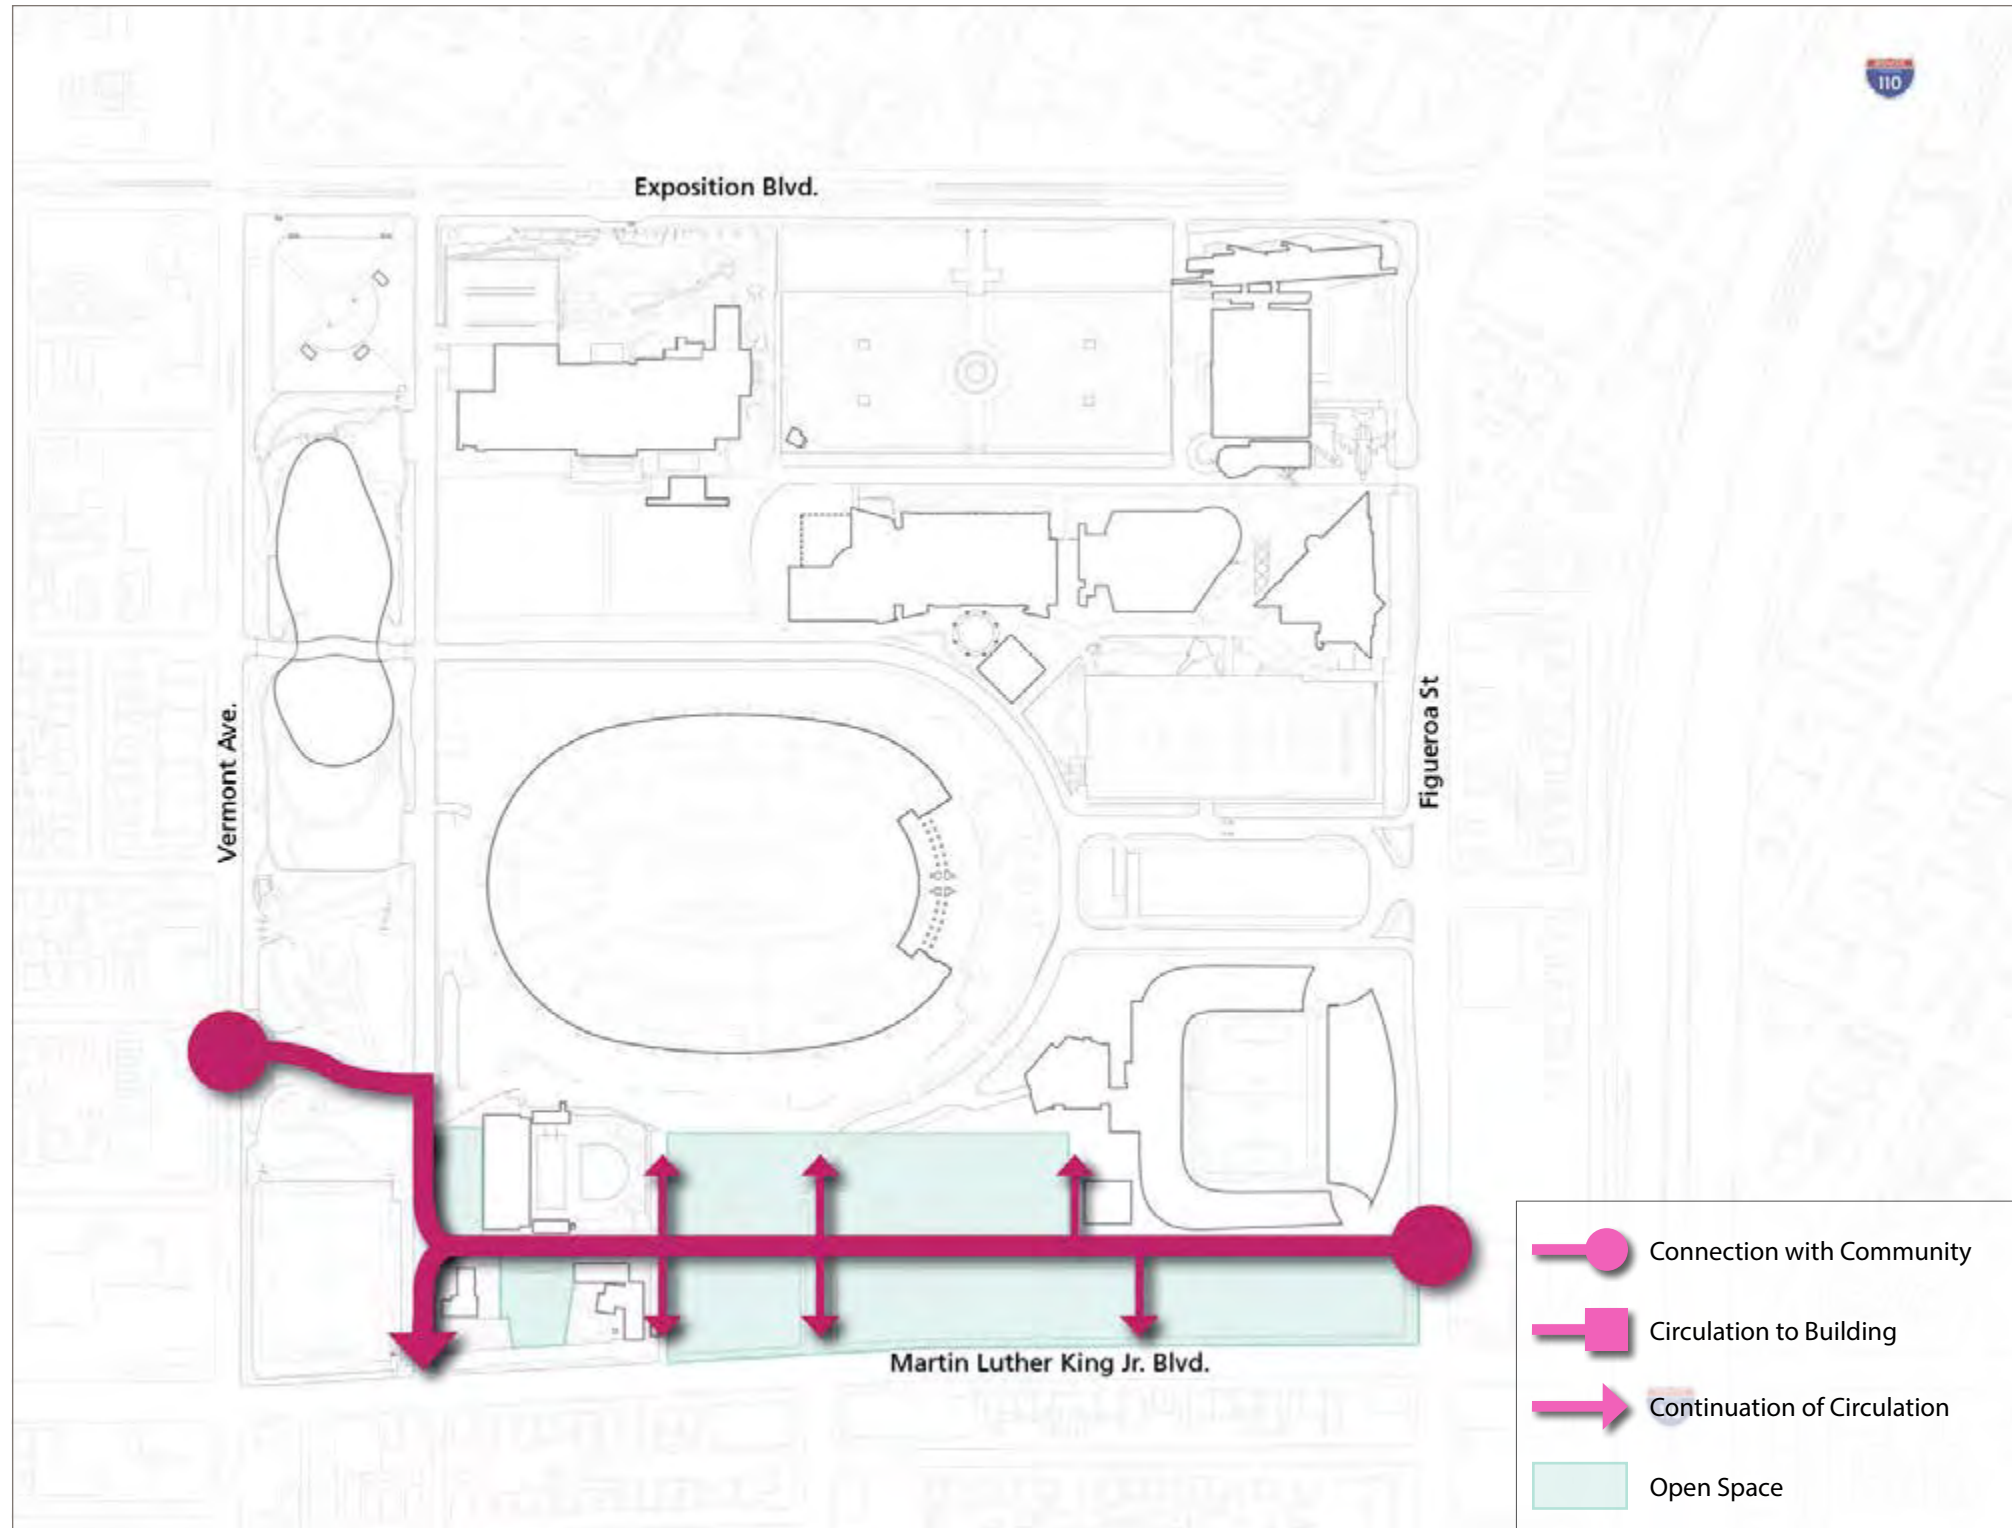 110
Exposition Blvd.
Vermont Ave.
Figueroa St
Martin Luther King Jr. Blvd.
Connection with Community
Circulation to Building
Continuation of Circulation
Open Space